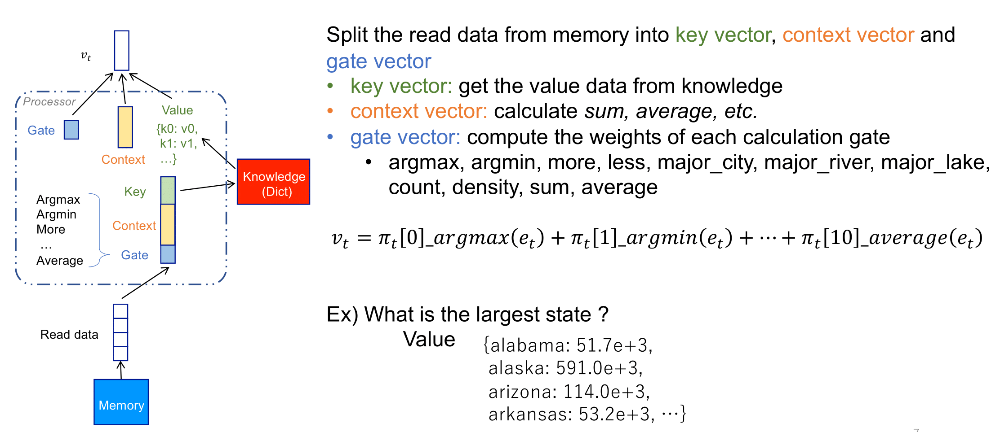 v_t
Processor
Gate
Context
Value
{k0: v0,
k1: v1,
…}
Knowledge
(Dict)
Key
Context
Gate
Argmax
Argmin
More
…
Average
Read data
Memory
Split the read data from memory into key vector, context vector and
gate vector
• key vector: get the value data from knowledge
• context vector: calculate sum, average, etc.
• gate vector: compute the weights of each calculation gate
• argmax, argmin, more, less, major_city, major_river, major_lake,
count, density, sum, average
v_t = π_t[0]_argmax(e_t) + π_t[1]_argmin(e_t) + ⋯ + π_t[10]_average(e_t)
Ex) What is the largest state ?
Value
{alabama: 51.7e+3,
alaska: 591.0e+3,
arizona: 114.0e+3,
arkansas: 53.2e+3, ⋯}